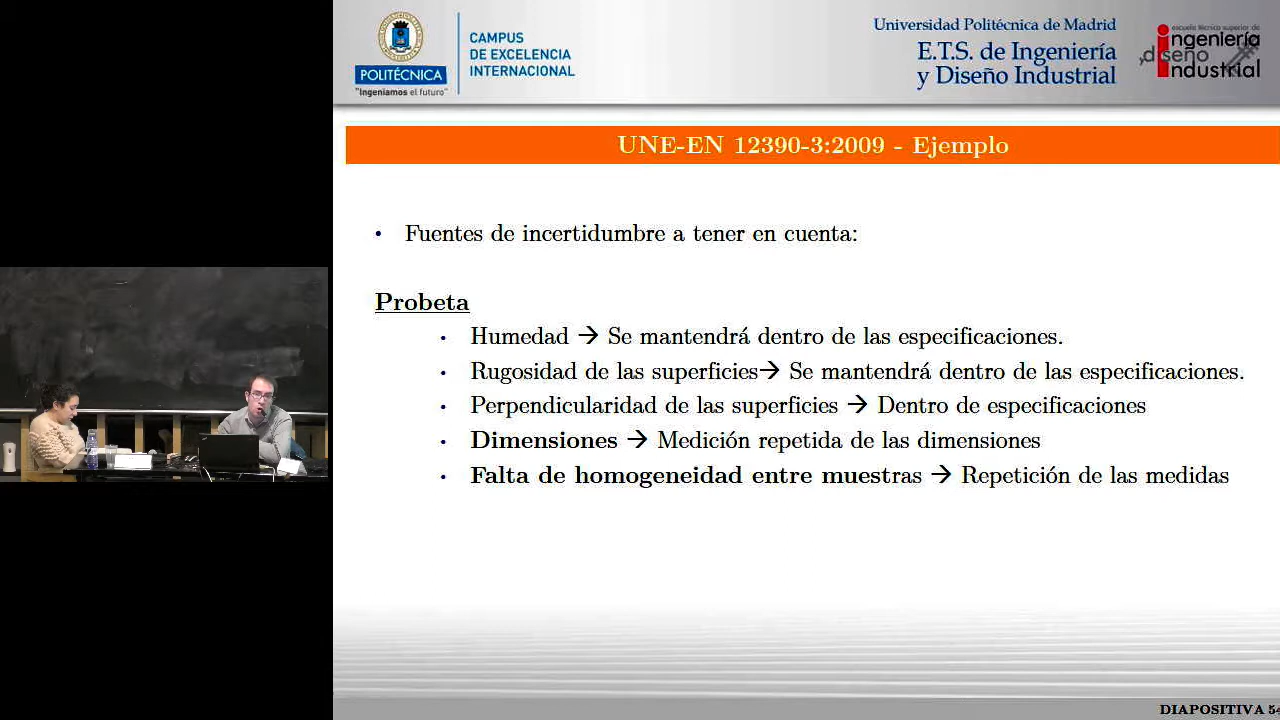 POLITÉCNICA
"Ingeniamos el futuro"
CAMPUS
DE EXCELENCIA
INTERNACIONAL
Universidad Politécnica de Madrid
E.T.S. de Ingeniería
y Diseño Industrial
escuela técnica superior de
ingeniería
diseño
industrial
UNE-EN 12390-3:2009 - Ejemplo
• Fuentes de incertidumbre a tener en cuenta:
Probeta
• Humedad → Se mantendrá dentro de las especificaciones.
• Rugosidad de las superficies→ Se mantendrá dentro de las especificaciones.
• Perpendicularidad de las superficies → Dentro de especificaciones
• Dimensiones → Medición repetida de las dimensiones
• Falta de homogeneidad entre muestras → Repetición de las medidas
DIAPOSITIVA 54